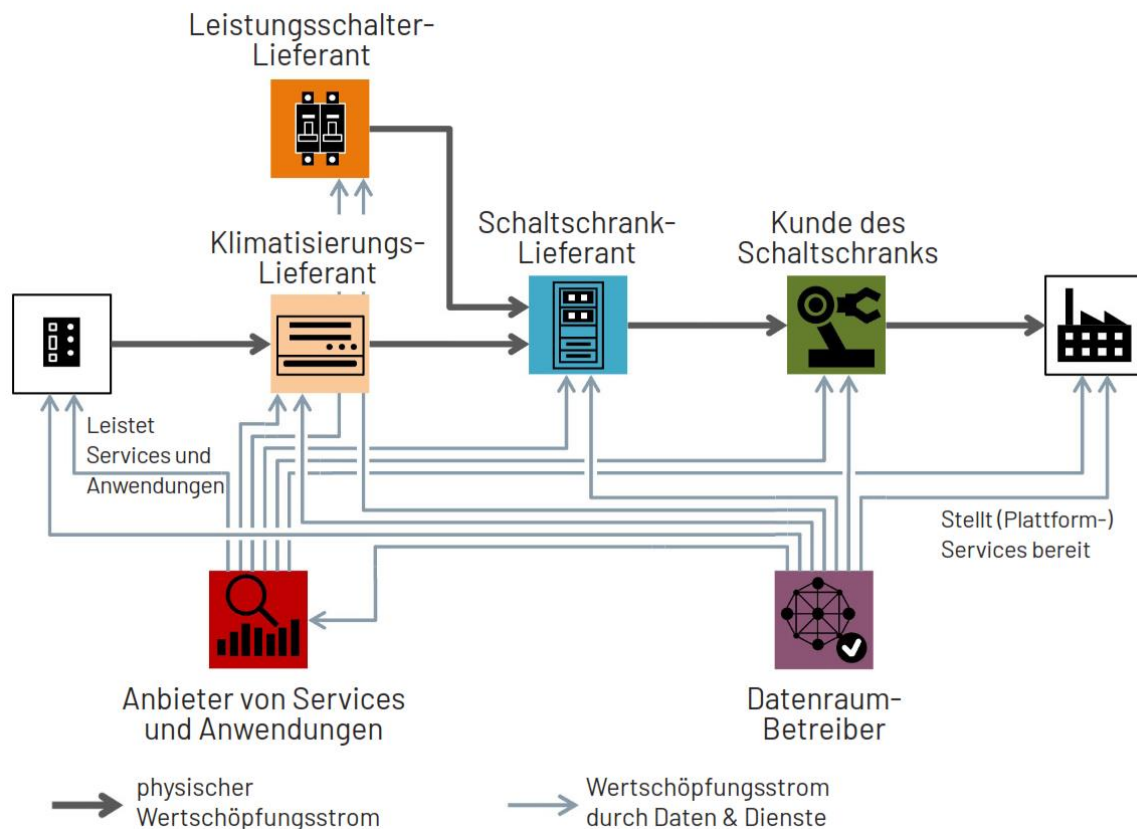 Leistungsschalter-
Lieferant
Klimatisierungs-
Lieferant
Schaltschrank-
Lieferant
Kunde des
Schaltschranks
Leistet
Services und
Anwendungen
Stellt (Plattform-)
Services bereit
Anbieter von Services
und Anwendungen
Datenraum-
Betreiber
physischer
Wertschöpfungsstrom
Wertschöpfungsstrom
durch Daten & Dienste